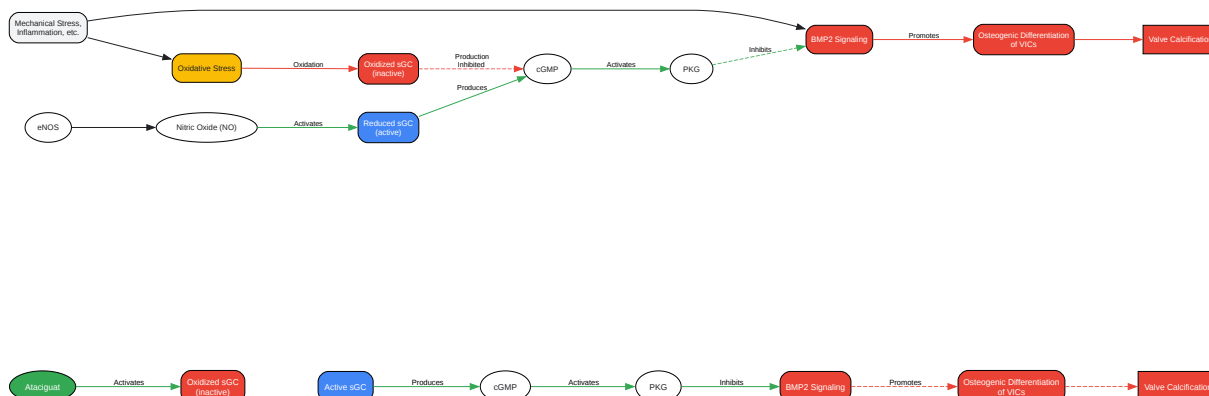 Mechanical Stress,
Inflammation, etc.
Oxidative Stress
Oxidation
Oxidized sGC
(inactive)
Production
Inhibited
cGMP
Activates
PKG
Inhibits
BMP2 Signaling
Promotes
Osteogenic Differentiation
of VICs
Valve Calcification
eNOS
Nitric Oxide (NO)
Activates
Reduced sGC
(active)
Produces
Ataciguat
Activates
Oxidized sGC
(inactive)
Active sGC
Produces
cGMP
Activates
PKG
Inhibits
BMP2 Signaling
Promotes
Osteogenic Differentiation
of VICs
Valve Calcification